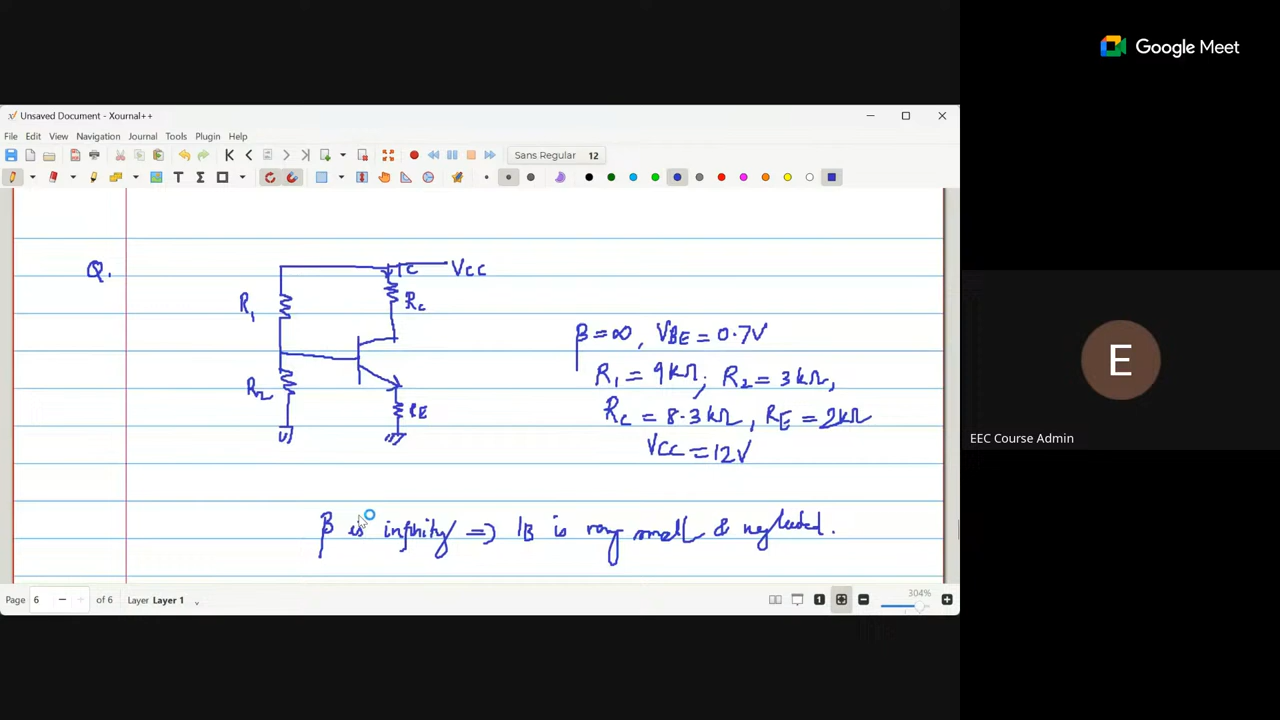 Google Meet
Unsaved Document - Xournal++
File Edit View Navigation Journal Tools Plugin Help
Sans Regular 12
Q.
IC VCC
R1 RC
β = ∞, VBE = 0.7V
R1 = 9kΩ; R2 = 3kΩ,
R2
RE
RC = 8.3kΩ, RE = 2kΩ
VCC = 12V
E
EEC Course Admin
β is infinity => IB is very small & neglected.
Page 6 of 6 Layer Layer 1 304%